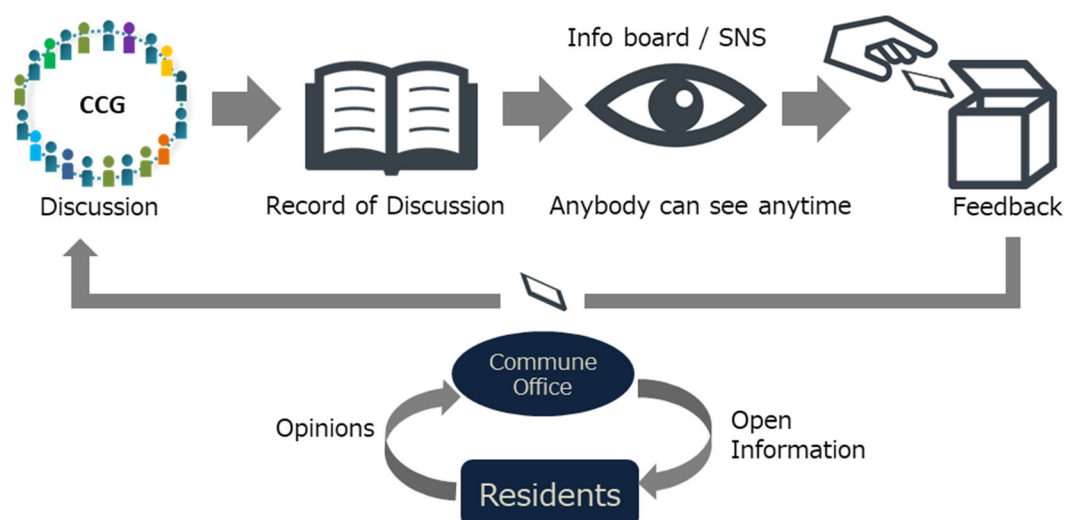 Info board / SNS
CCG
Discussion
Record of Discussion
Anybody can see anytime
Feedback
Commune
Office
Opinions
Open
Information
Residents